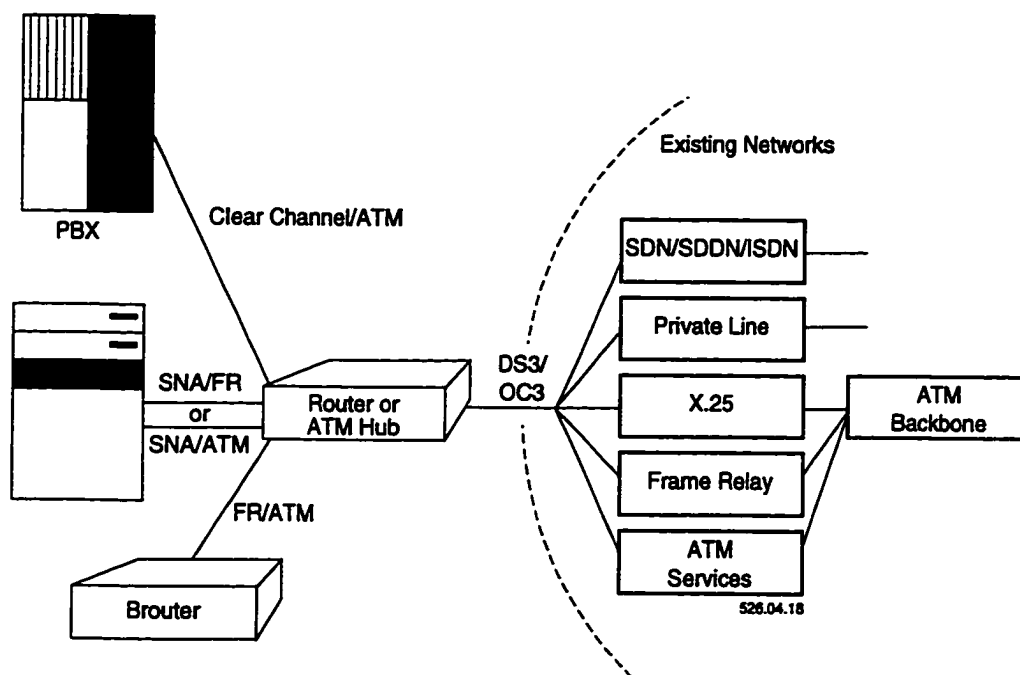 PBX
Clear Channel/ATM
SNA/FR
or
SNA/ATM
FR/ATM
Brouter
Router or
ATM Hub
DS3/
OC3
Existing Networks
SDN/SDDN/ISDN
Private Line
X.25
Frame Relay
ATM
Services
526.04.18
ATM
Backbone